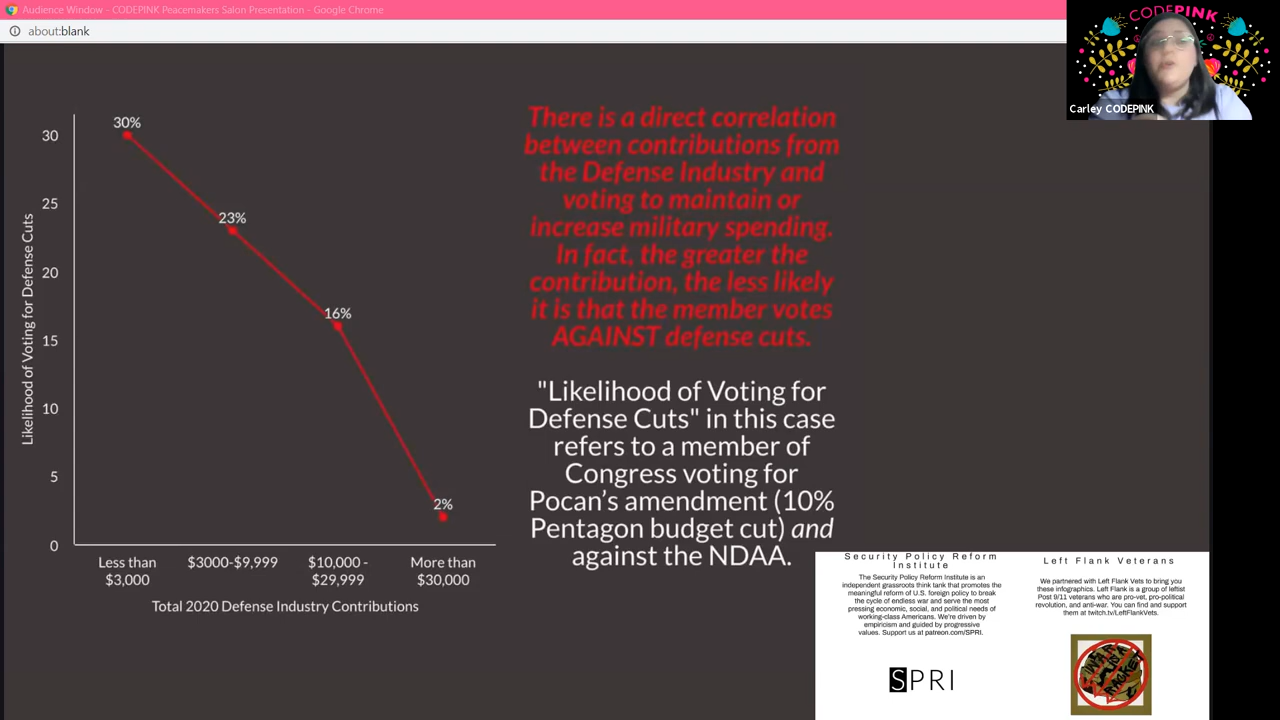 Audience Window - CODEPINK Peacemakers Salon Presentation - Google Chrome
about:blank
CODEPINK
Carley CODEPINK
30
25
20
15
10
5
0
Likelihood of Voting for Defense Cuts
30%
23%
16%
2%
Less than
$3,000
$3000-$9,999
$10,000 -
$29,999
More than
$30,000
Total 2020 Defense Industry Contributions
There is a direct correlation
between contributions from
the Defense Industry and
voting to maintain or
increase military spending.
In fact, the greater the
contribution, the less likely
it is that the member votes
AGAINST defense cuts.
"Likelihood of Voting for
Defense Cuts" in this case
refers to a member of
Congress voting for
Pocan's amendment (10%
Pentagon budget cut) and
against the NDAA.
Security Policy Reform
Institute
The Security Policy Reform Institute is an
independent grassroots think tank that promotes the
meaningful reform of U.S. foreign policy to break
the cycle of endless war and serve the most
pressing economic, social, and political needs of
working-class Americans. We're driven by
empiricism and guided by progressive
values. Support us at patreon.com/SPRI.
SPRI
Left Flank Veterans
We partnered with Left Flank Vets to bring you
these infographics. Left Flank is a group of leftist
Post 9/11 veterans who are pro-vet, pro-political
revolution, and anti-war. You can find and support
them at twitch.tv/LeftFlankVets.